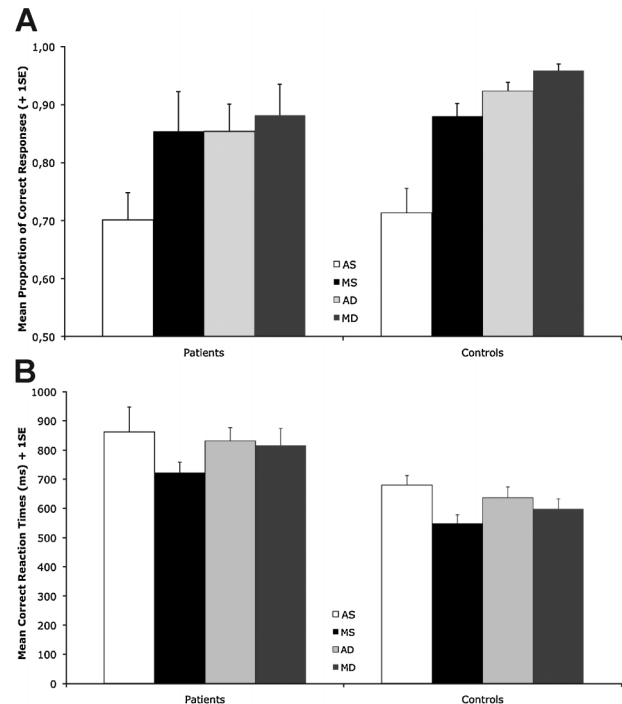 A
Mean Proportion of Correct Responses (+ 1SE)
1,00
0,90
0,80
0,70
0,60
0,50
AS
MS
AD
MD
Patients
Controls
B
Mean Correct Reaction Times (ms) + 1SE
1000
900
800
700
600
500
400
300
200
100
0
AS
MS
AD
MD
Patients
Controls